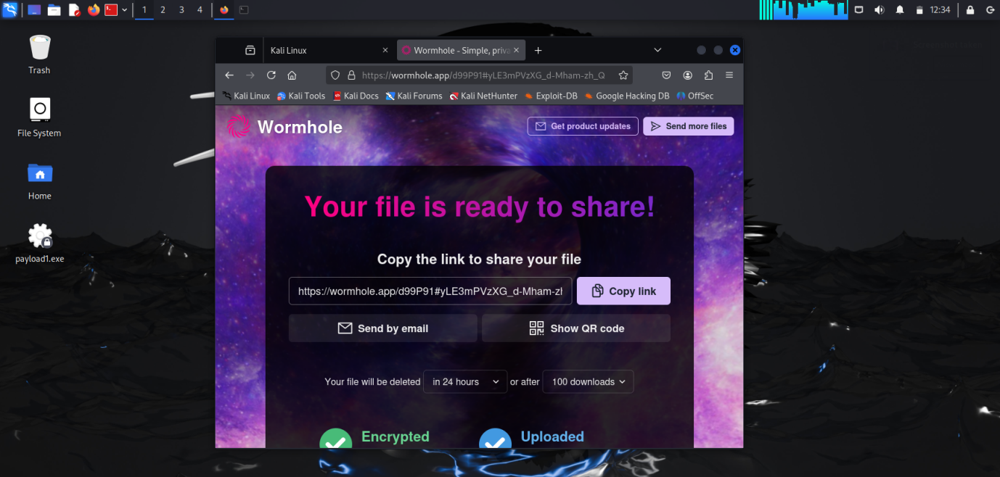 1 2 3 4 12:34
Trash
File System
Home
payload1.exe
Kali Linux
Wormhole - Simple, priva
https://wormhole.app/d99P91#yLE3mPVzXG_d-Mham-zh_Q
Kali Linux Kali Tools Kali Docs Kali Forums Kali NetHunter Exploit-DB Google Hacking DB OffSec
Wormhole
Get product updates
Send more files
Your file is ready to share!
Copy the link to share your file
https://wormhole.app/d99P91#yLE3mPVzXG_d-Mham-zh
Copy link
Send by email
Show QR code
Your file will be deleted in 24 hours or after 100 downloads
Encrypted
Uploaded